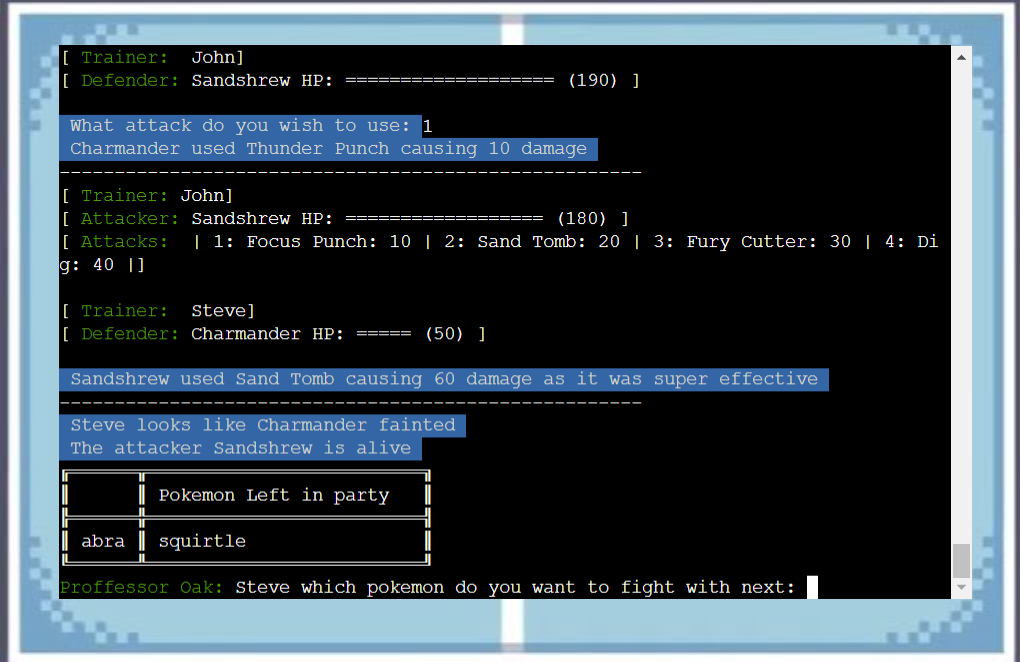 [ Trainer:  John]
[ Defender: Sandshrew HP: =================== (190) ]
What attack do you wish to use: 1
Charmander used Thunder Punch causing 10 damage
-----------------------------------------------------
[ Trainer: John]
[ Attacker: Sandshrew HP: ================== (180) ]
[ Attacks:  | 1: Focus Punch: 10 | 2: Sand Tomb: 20 | 3: Fury Cutter: 30 | 4: Di
g: 40 |]
[ Trainer:  Steve]
[ Defender: Charmander HP: ===== (50) ]
Sandshrew used Sand Tomb causing 60 damage as it was super effective
-----------------------------------------------------
Steve looks like Charmander fainted
The attacker Sandshrew is alive
Pokemon Left in party
abra squirtle
Proffessor Oak: Steve which pokemon do you want to fight with next: